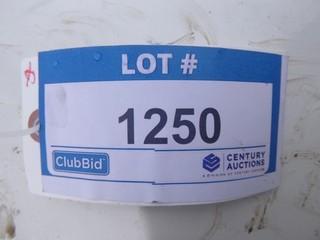 LOT #
1250
ClubBid
CENTURY
AUCTIONS